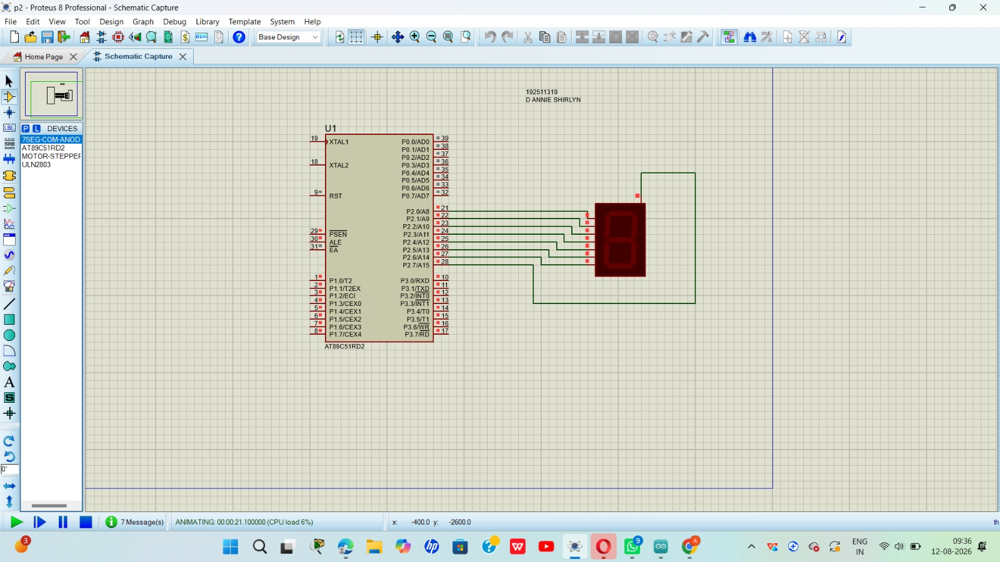 p2 - Proteus 8 Professional - Schematic Capture
File Edit View Tool Design Graph Debug Library Template System Help
Base Design
Home Page
Schematic Capture
P L DEVICES
7SEG-COM-ANOD
AT89C51RD2
MOTOR-STEPPER
ULN2803
LBL
A
S
0°
192511319
D ANNIE SHIRLYN
U1
19 XTAL1
18 XTAL2
9 RST
29 PSEN
30 ALE
31 EA
1 P1.0/T2
2 P1.1/T2EX
3 P1.2/ECI
4 P1.3/CEX0
5 P1.4/CEX1
6 P1.5/CEX2
7 P1.6/CEX3
8 P1.7/CEX4
P0.0/AD0 39
P0.1/AD1 38
P0.2/AD2 37
P0.3/AD3 36
P0.4/AD4 35
P0.5/AD5 34
P0.6/AD6 33
P0.7/AD7 32
P2.0/A8 21
P2.1/A9 22
P2.2/A10 23
P2.3/A11 24
P2.4/A12 25
P2.5/A13 26
P2.6/A14 27
P2.7/A15 28
P3.0/RXD 10
P3.1/TXD 11
P3.2/INT0 12
P3.3/INT1 13
P3.4/T0 14
P3.5/T1 15
P3.6/WR 16
P3.7/RD 17
AT89C51RD2
7 Message(s)
ANIMATING: 00:00:21.100000 (CPU load 6%)
x: -400.0 y: -2600.0
th
3
hp
W
9
A
ENG
IN
09:36
12-08-2026